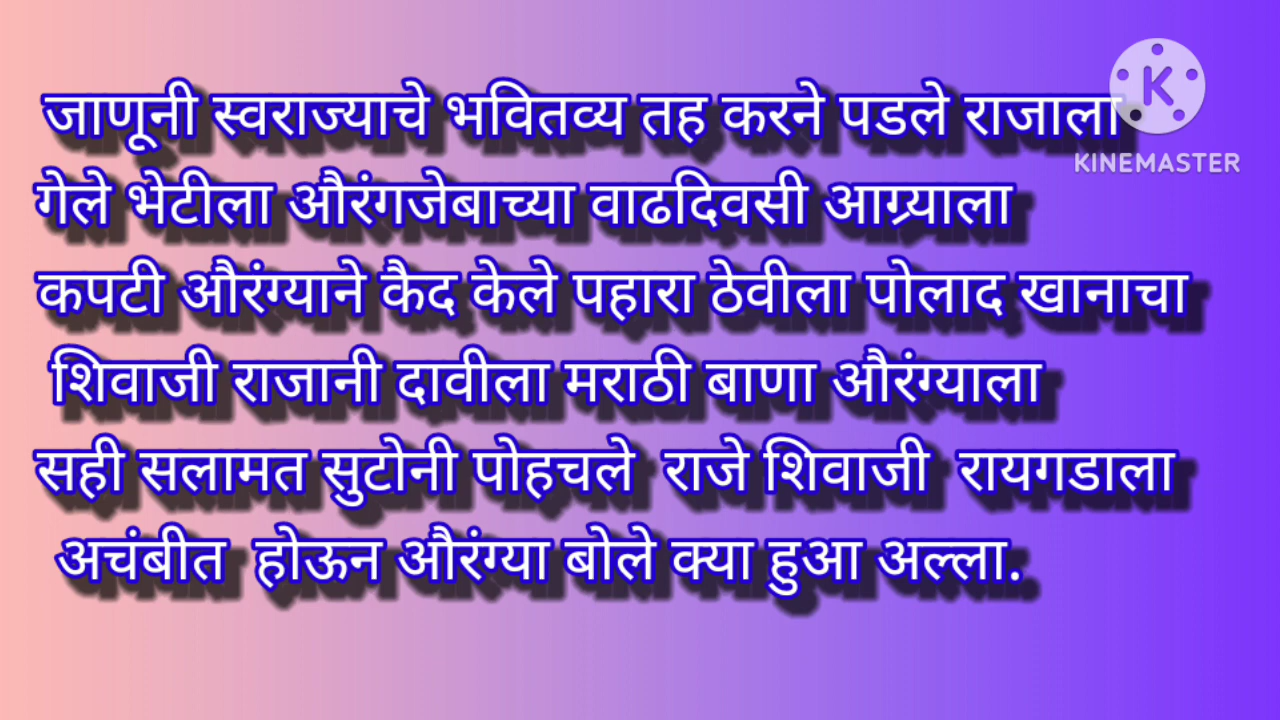 जाणूनी स्वराज्याचे भवितव्य तह करने पडले राजाला
KINEMASTER
गेले भेटीला औरंगजेबाच्या वाढदिवसी आग्र्याला
कपटी औरंग्याने कैद केले पहारा ठेवीला पोलाद खानाचा
शिवाजी राजानी दावीला मराठी बाणा औरंग्याला
सही सलामत सुटोनी पोहचले राजे शिवाजी रायगडाला
अचंबीत होऊन औरंग्या बोले क्या हुआ अल्ला.